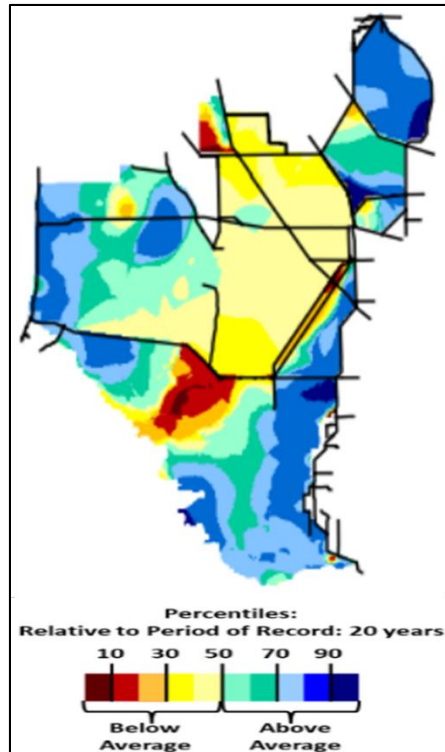 Percentiles:
Relative to Period of Record: 20 years
10 30 50 70 90
Below Above
Average Average